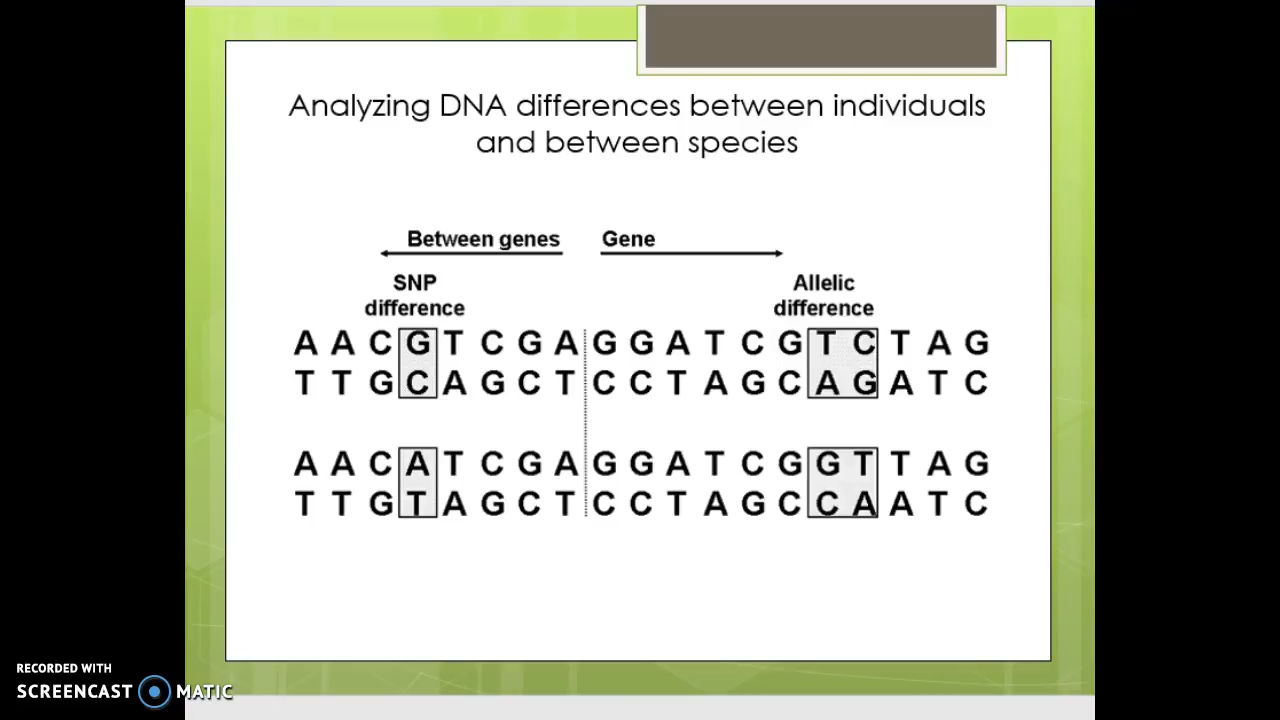 Analyzing DNA differences between individuals
and between species
Between genes Gene
SNP Allelic
difference difference
A A C G T C G A G G A T C G T C T A G
T T G C A G C T C C T A G C A G A T C
A A C A T C G A G G A T C G G T T A G
T T G T A G C T C C T A G C C A A T C
RECORDED WITH
SCREENCAST MATIC